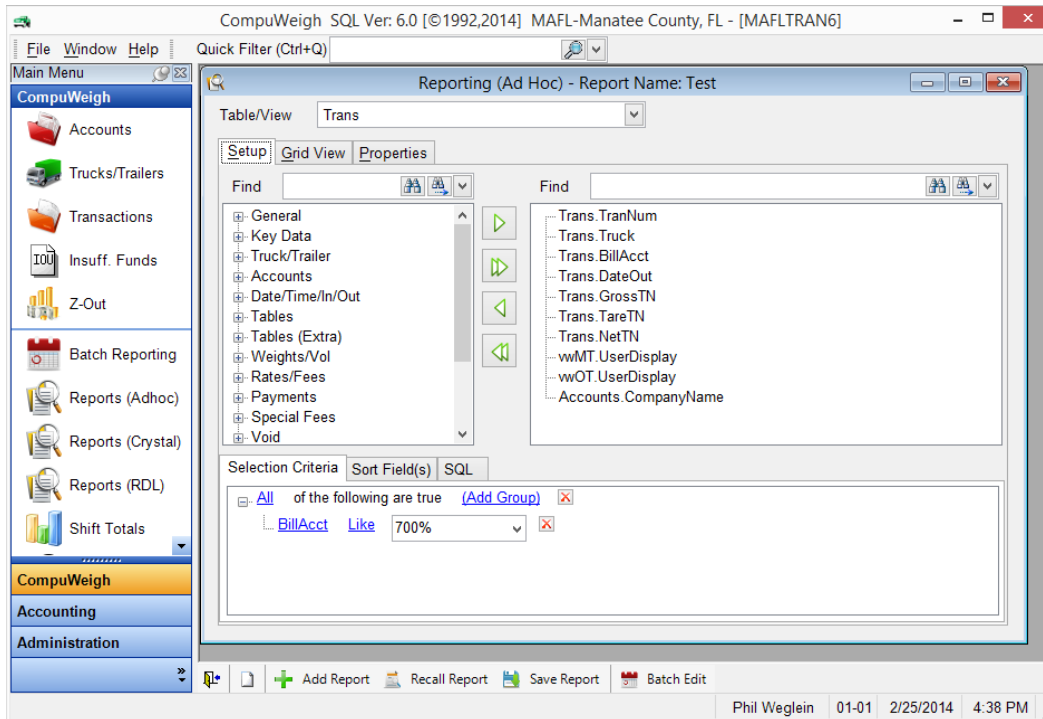 CompuWeigh SQL Ver: 6.0 [©1992,2014] MAFL-Manatee County, FL - [MAFLTRAN6]
File Window Help Quick Filter (Ctrl+Q)
Main Menu
CompuWeigh
Accounts
Trucks/Trailers
Transactions
IOU
Insuff. Funds
Z-Out
Batch Reporting
Reports (Adhoc)
Reports (Crystal)
Reports (RDL)
Shift Totals
CompuWeigh
Accounting
Administration
Reporting (Ad Hoc) - Report Name: Test
Table/View Trans
Setup Grid View Properties
Find
General
Key Data
Truck/Trailer
Accounts
Date/Time/In/Out
Tables
Tables (Extra)
Weights/Vol
Rates/Fees
Payments
Special Fees
Void
Find
Trans.TranNum
Trans.Truck
Trans.BillAcct
Trans.DateOut
Trans.GrossTN
Trans.TareTN
Trans.NetTN
vwMT.UserDisplay
vwOT.UserDisplay
Accounts.CompanyName
Selection Criteria Sort Field(s) SQL
All of the following are true (Add Group)
BillAcct Like 700%
Add Report Recall Report Save Report Batch Edit
Phil Weglein 01-01 2/25/2014 4:38 PM